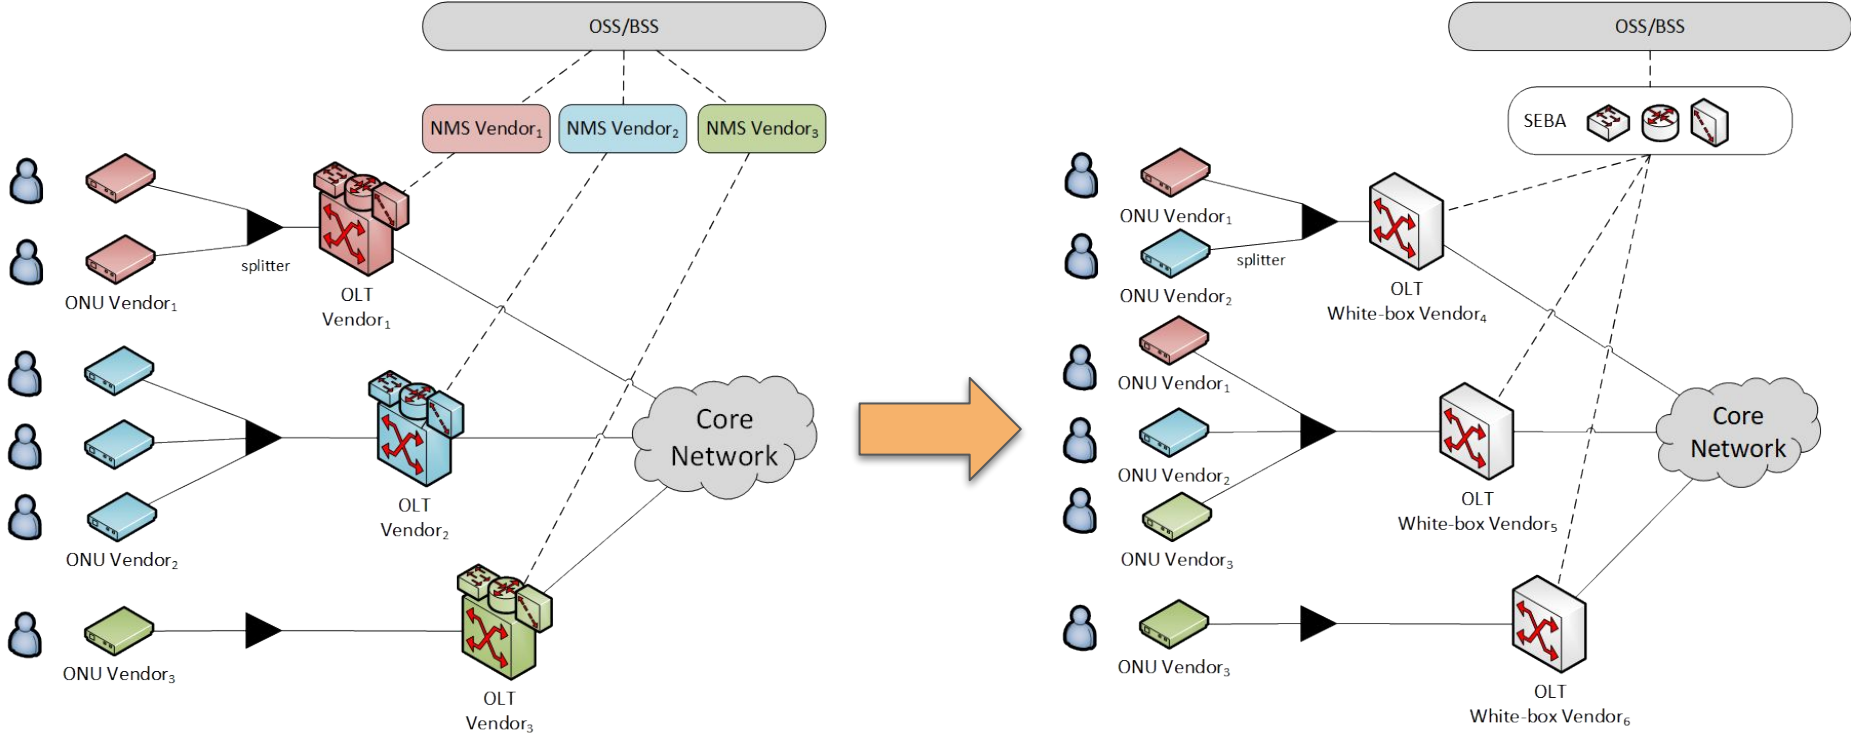 OSS/BSS
NMS Vendor₁
NMS Vendor₂
NMS Vendor₃
splitter
ONU Vendor₁
OLT
Vendor₁
ONU Vendor₂
OLT
Vendor₂
Core
Network
ONU Vendor₃
OLT
Vendor₃
OSS/BSS
SEBA
ONU Vendor₁
splitter
ONU Vendor₂
OLT
White-box Vendor₄
ONU Vendor₁
ONU Vendor₂
ONU Vendor₃
OLT
White-box Vendor₅
Core
Network
ONU Vendor₃
OLT
White-box Vendor₆